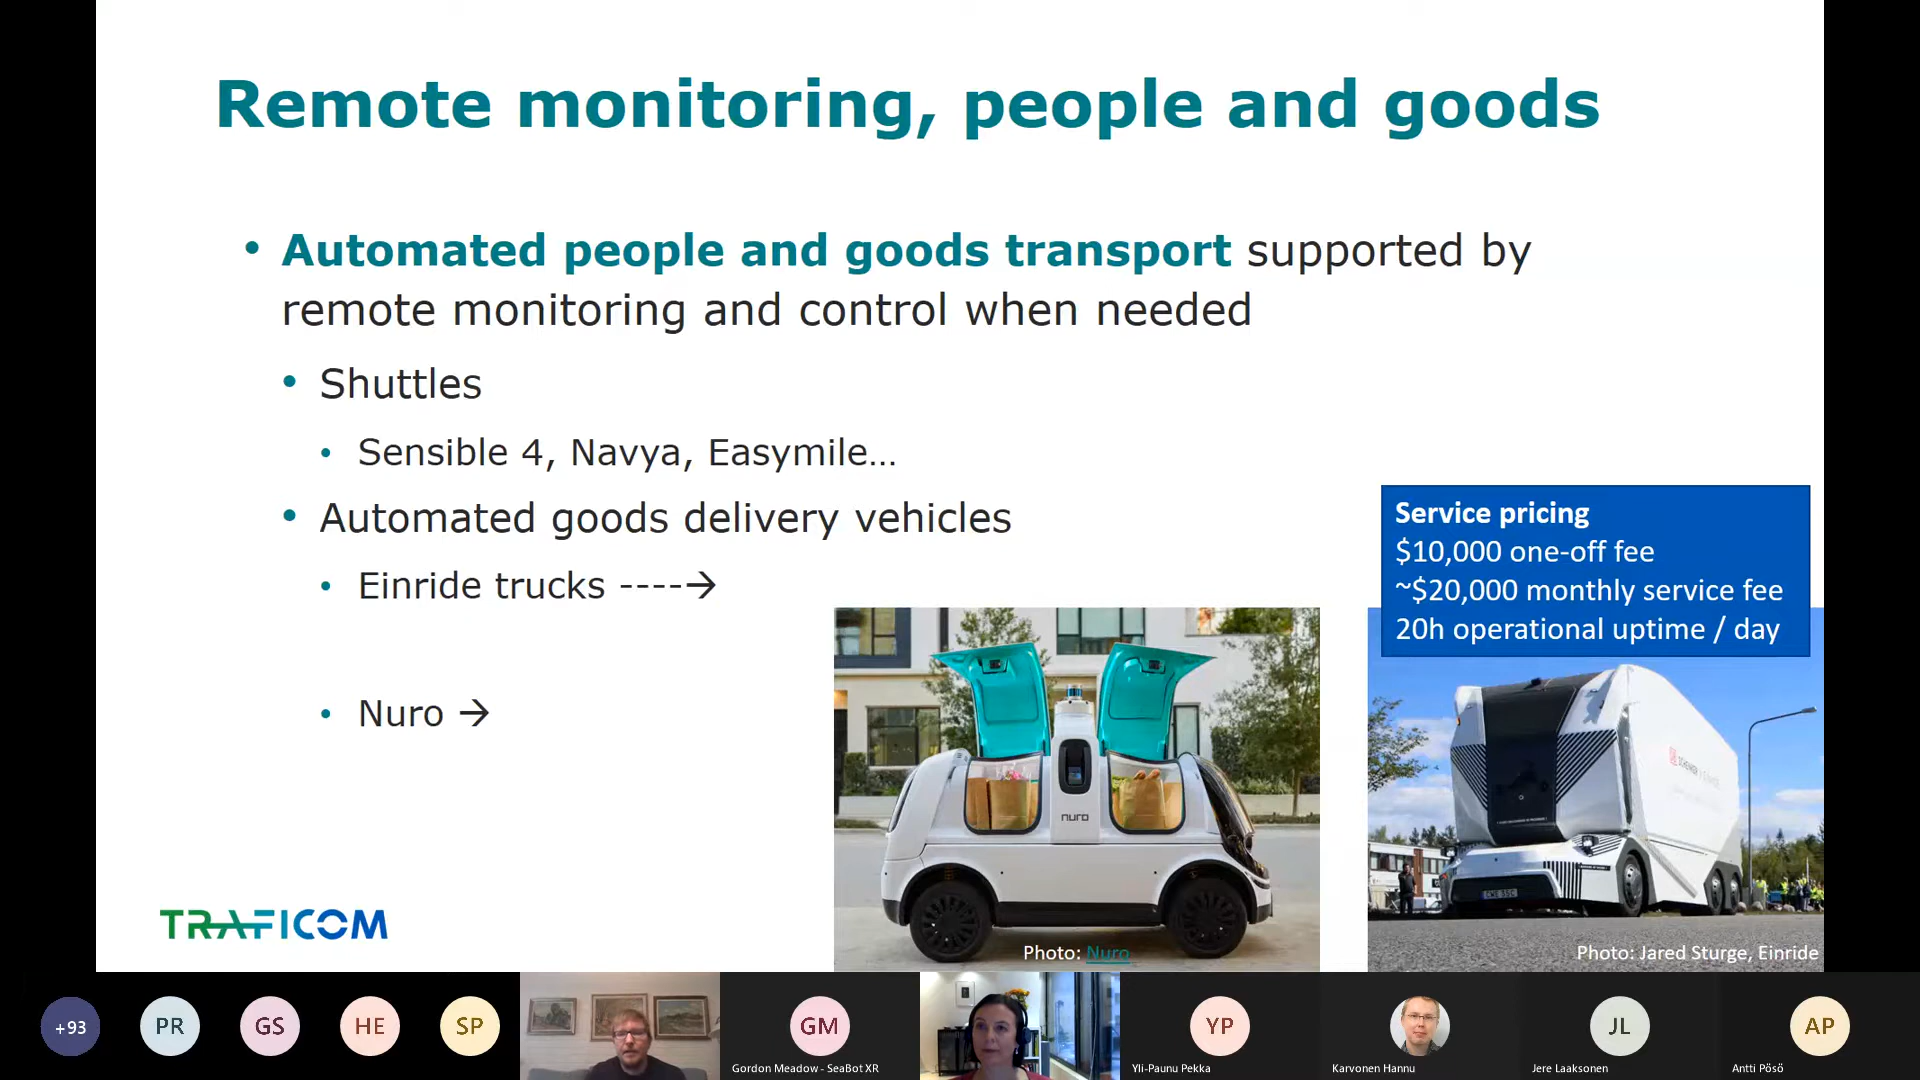 Remote monitoring, people and goods
• Automated people and goods transport supported by
remote monitoring and control when needed
• Shuttles
• Sensible 4, Navya, Easymile...
• Automated goods delivery vehicles
• Einride trucks ----→
• Nuro →
Service pricing
$10,000 one-off fee
~$20,000 monthly service fee
20h operational uptime / day
nuro
Photo: Nuro
Photo: Jared Sturge, Einride
TRAFICOM
+93
PR
GS
HE
SP
GM
Gordon Meadow - SeaBot XR
YP
Yli-Paunu Pekka
Karvonen Hannu
JL
Jere Laaksonen
AP
Antti Pösö